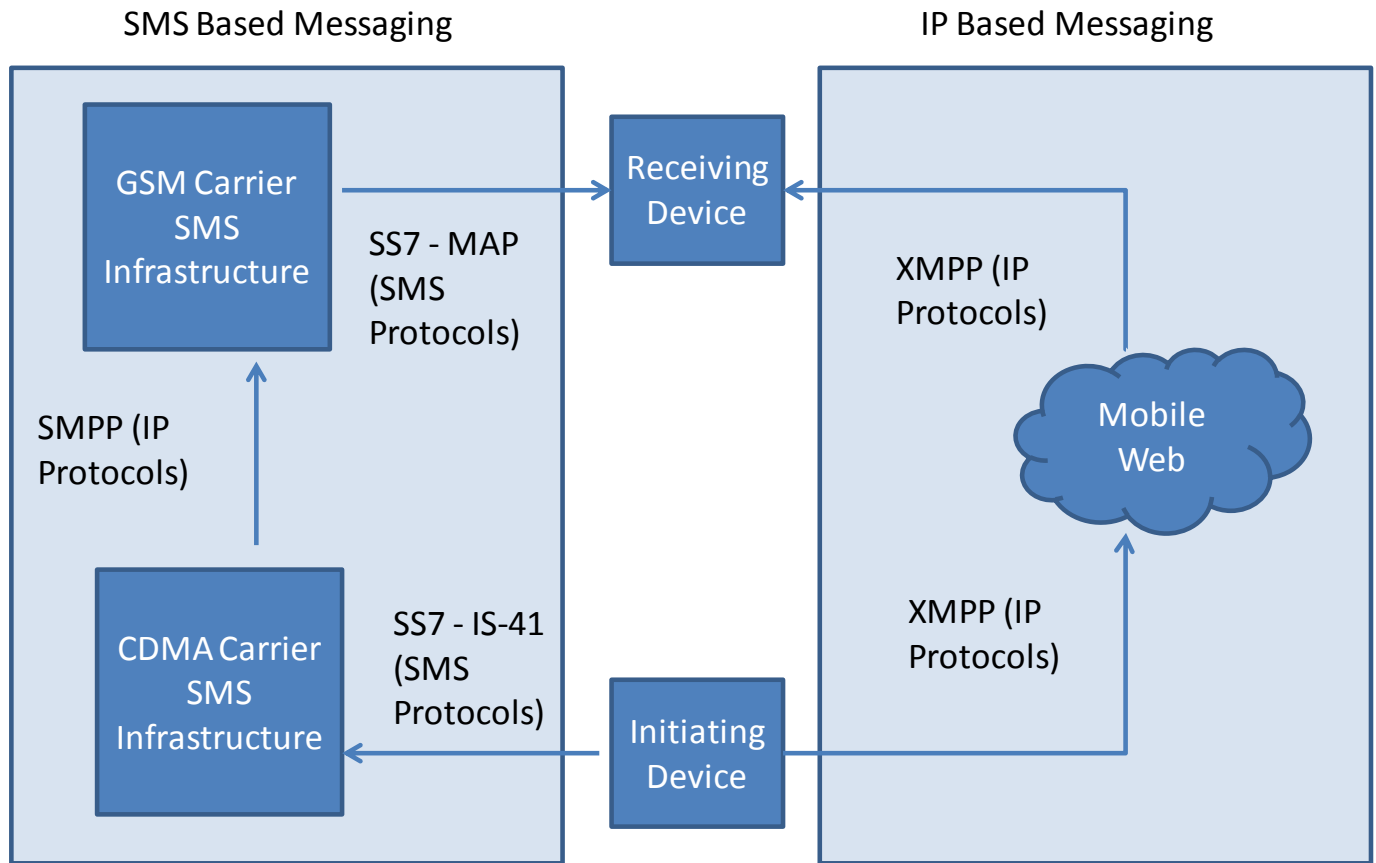 SMS Based Messaging
IP Based Messaging
GSM Carrier
SMS
Infrastructure
SS7 - MAP
(SMS
Protocols)
Receiving
Device
XMPP (IP
Protocols)
Mobile
Web
SMPP (IP
Protocols)
CDMA Carrier
SMS
Infrastructure
SS7 - IS-41
(SMS
Protocols)
Initiating
Device
XMPP (IP
Protocols)